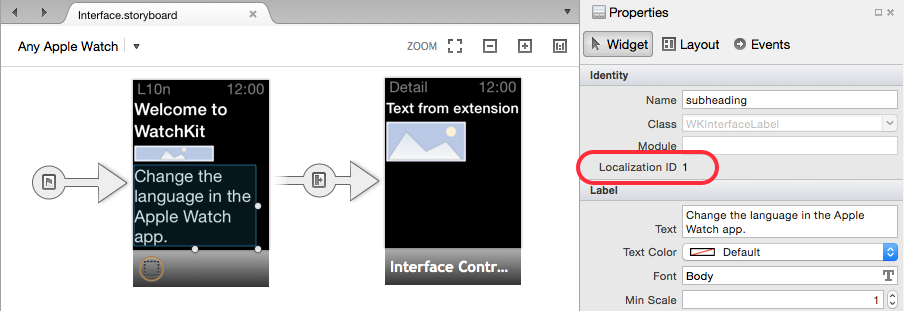 Interface.storyboard
Properties
Any Apple Watch
ZOOM
Widget
Layout
Events
Identity
L10n 12:00
Welcome to
WatchKit
Change the
language in the
Apple Watch
app.
Detail 12:00
Text from extension
Interface Contr...
Name subheading
Class WKInterfaceLabel
Module
Localization ID 1
Label
Text Change the language in the Apple
Watch app.
Text Color Default
Font Body T
Min Scale 1